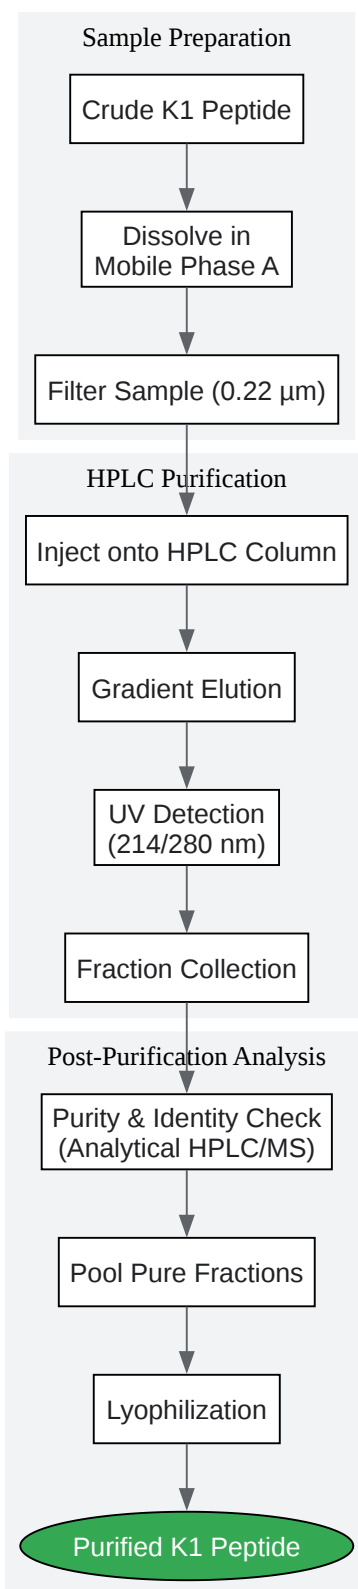 Sample Preparation
Crude K1 Peptide
Dissolve in
Mobile Phase A
Filter Sample (0.22 µm)
HPLC Purification
Inject onto HPLC Column
Gradient Elution
UV Detection
(214/280 nm)
Fraction Collection
Post-Purification Analysis
Purity & Identity Check
(Analytical HPLC/MS)
Pool Pure Fractions
Lyophilization
Purified K1 Peptide